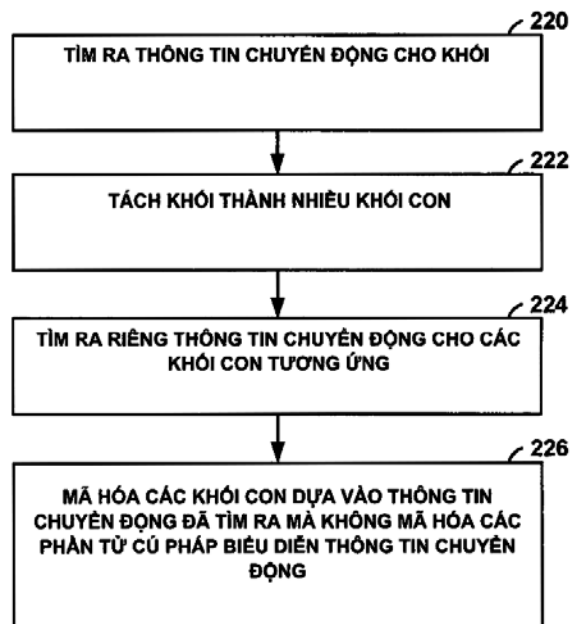 220
TÌM RA THÔNG TIN CHUYỂN ĐỘNG CHO KHỐI
222
TÁCH KHỐI THÀNH NHIỀU KHỐI CON
224
TÌM RA RIÊNG THÔNG TIN CHUYỂN ĐỘNG CHO CÁC
KHỐI CON TƯƠNG ỨNG
226
MÃ HÓA CÁC KHỐI CON DỰA VÀO THÔNG TIN
CHUYỂN ĐỘNG ĐÃ TÌM RA MÀ KHÔNG MÃ HÓA CÁC
PHẦN TỬ CÚ PHÁP BIỂU DIỄN THÔNG TIN CHUYỂN
ĐỘNG